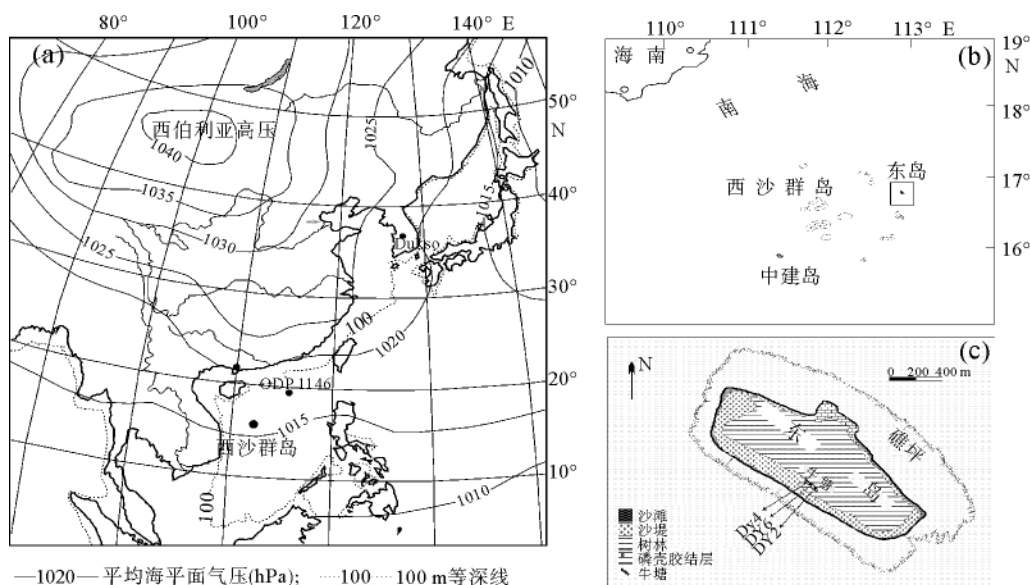 80° 100° 120° 140° E
(a)
1010
50°
N
1025
西伯利亚高压
1040
1035
40°
1015
1030
Dukso
1025
30°
100
1020
20°
ODP 1146
1015
西沙群岛
10°
100
1010
—1020— 平均海平面气压(hPa); ······100 ······ 100 m等深线
110° 111° 112° 113° E
19°
N
(b)
海南
南海
18°
东岛
17°
西沙群岛
16°
中建岛
(c)
N
0 200 400 m
礁坪
东
岛
牛塘
DY4
DY6
DY2
沙滩
沙堤
树林
磷壳胶结层
牛塘